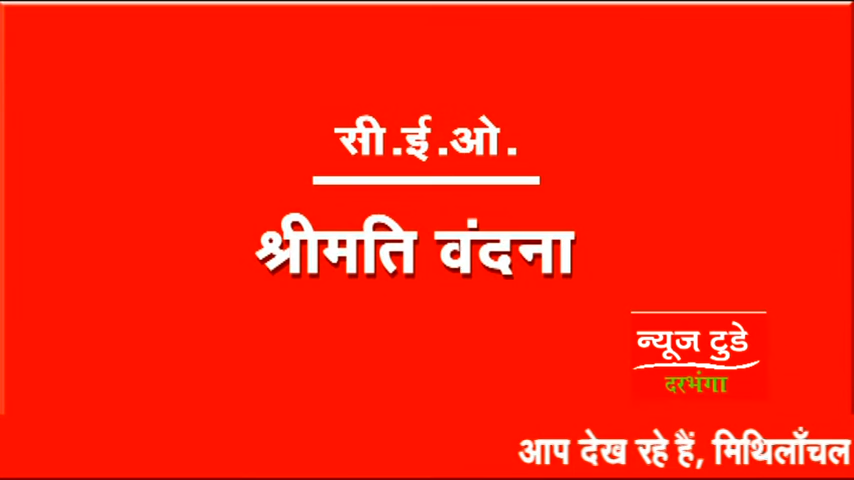 सी.ई.ओ.
श्रीमति वंदना
न्यूज टुडे
दरभंगा
आप देख रहे हैं, मिथिलाँचल